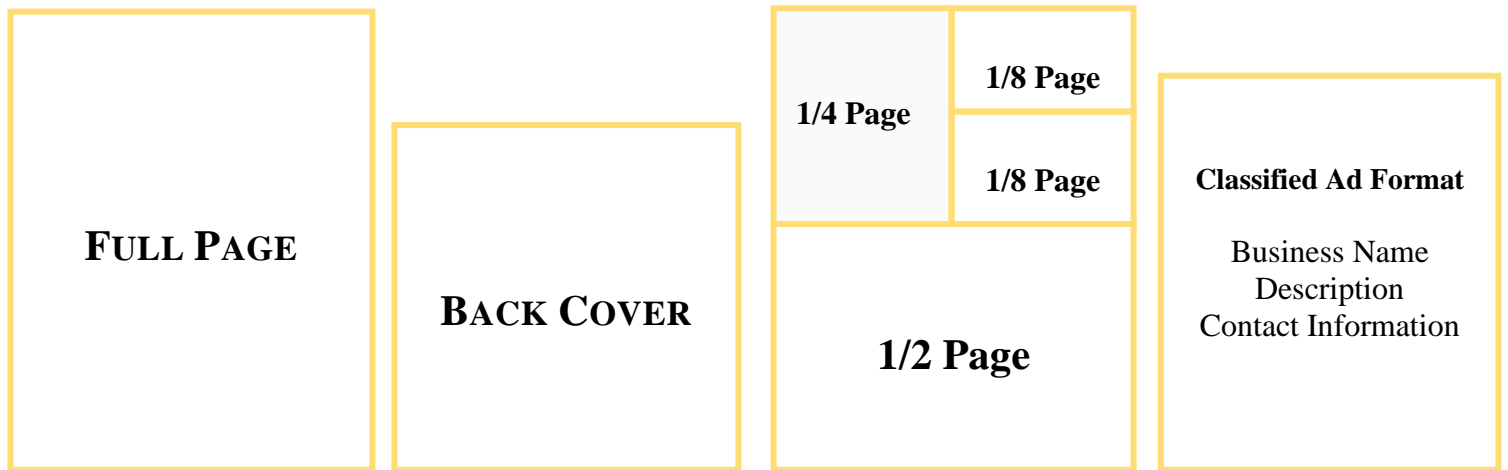 FULL PAGE
BACK COVER
1/4 Page
1/8 Page
1/8 Page
1/2 Page
Classified Ad Format
Business Name
Description
Contact Information